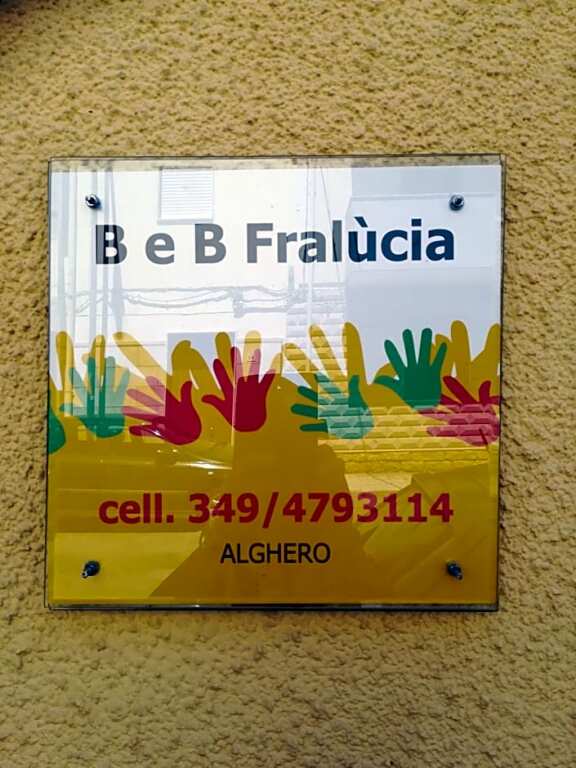 B e B Fralùcia
cell. 349/4793114
ALGHERO